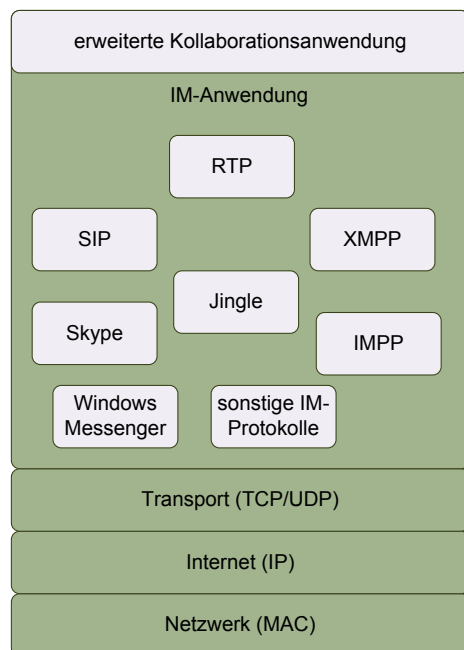 erweiterte Kollaborationsanwendung
IM-Anwendung
RTP
SIP
XMPP
Jingle
Skype
IMPP
Windows
Messenger
sonstige IM-
Protokolle
Transport (TCP/UDP)
Internet (IP)
Netzwerk (MAC)